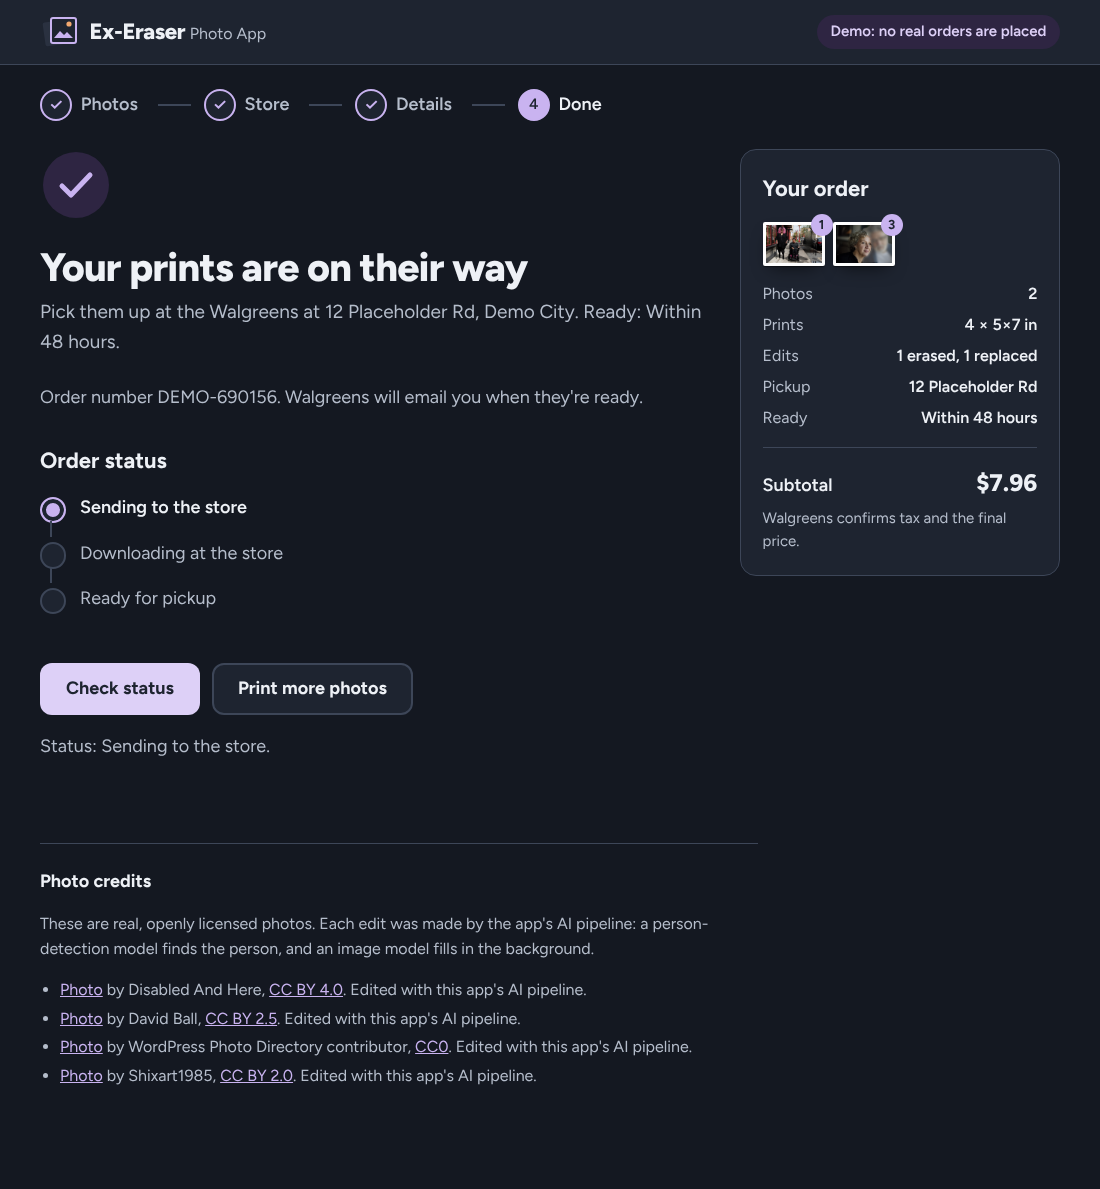 Ex-Eraser Photo App
Demo: no real orders are placed
Photos
Store
Details
4 Done
Your prints are on their way
Pick them up at the Walgreens at 12 Placeholder Rd, Demo City. Ready: Within
48 hours.
Order number DEMO-690156. Walgreens will email you when they're ready.
Order status
Sending to the store
Downloading at the store
Ready for pickup
Check status
Print more photos
Status: Sending to the store.
Your order
1
3
Photos 2
Prints 4 × 5×7 in
Edits 1 erased, 1 replaced
Pickup 12 Placeholder Rd
Ready Within 48 hours
Subtotal $7.96
Walgreens confirms tax and the final
price.
Photo credits
These are real, openly licensed photos. Each edit was made by the app's AI pipeline: a person-
detection model finds the person, and an image model fills in the background.
Photo by Disabled And Here, CC BY 4.0. Edited with this app's AI pipeline.
Photo by David Ball, CC BY 2.5. Edited with this app's AI pipeline.
Photo by WordPress Photo Directory contributor, CC0. Edited with this app's AI pipeline.
Photo by Shixart1985, CC BY 2.0. Edited with this app's AI pipeline.